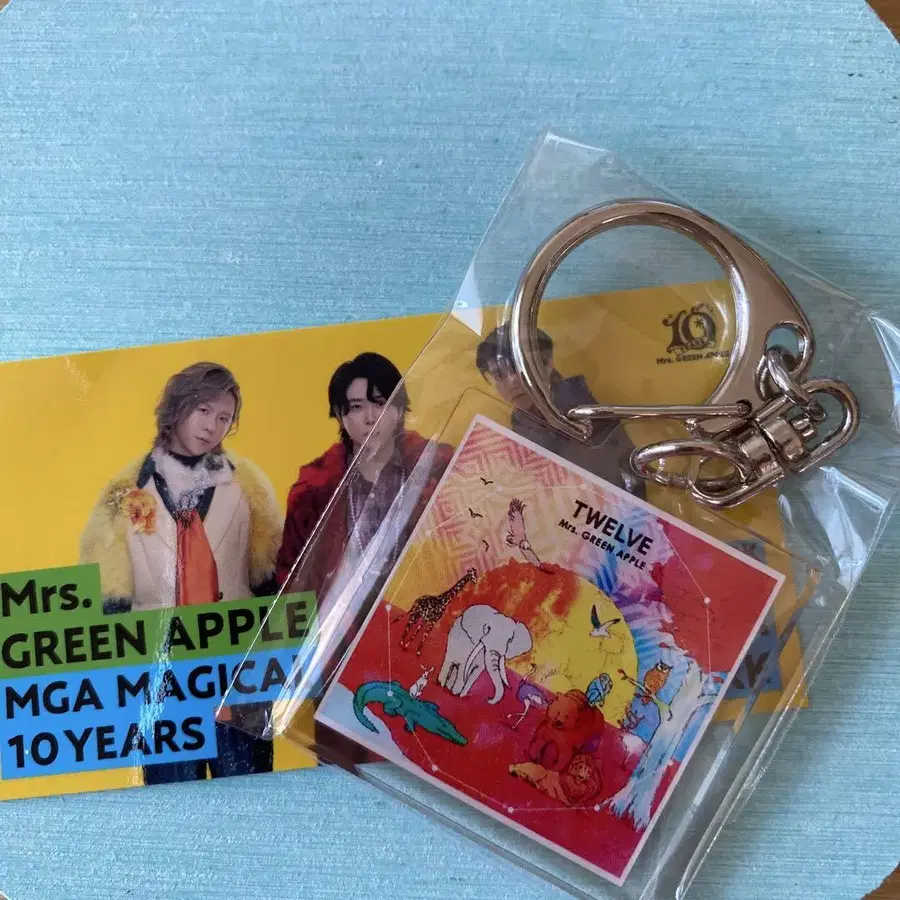 10
Mrs. GREEN APPLE
TWELVE
Mrs. GREEN APPLE
Mrs.
GREEN APPLE
MGA MAGICAL
10 YEARS